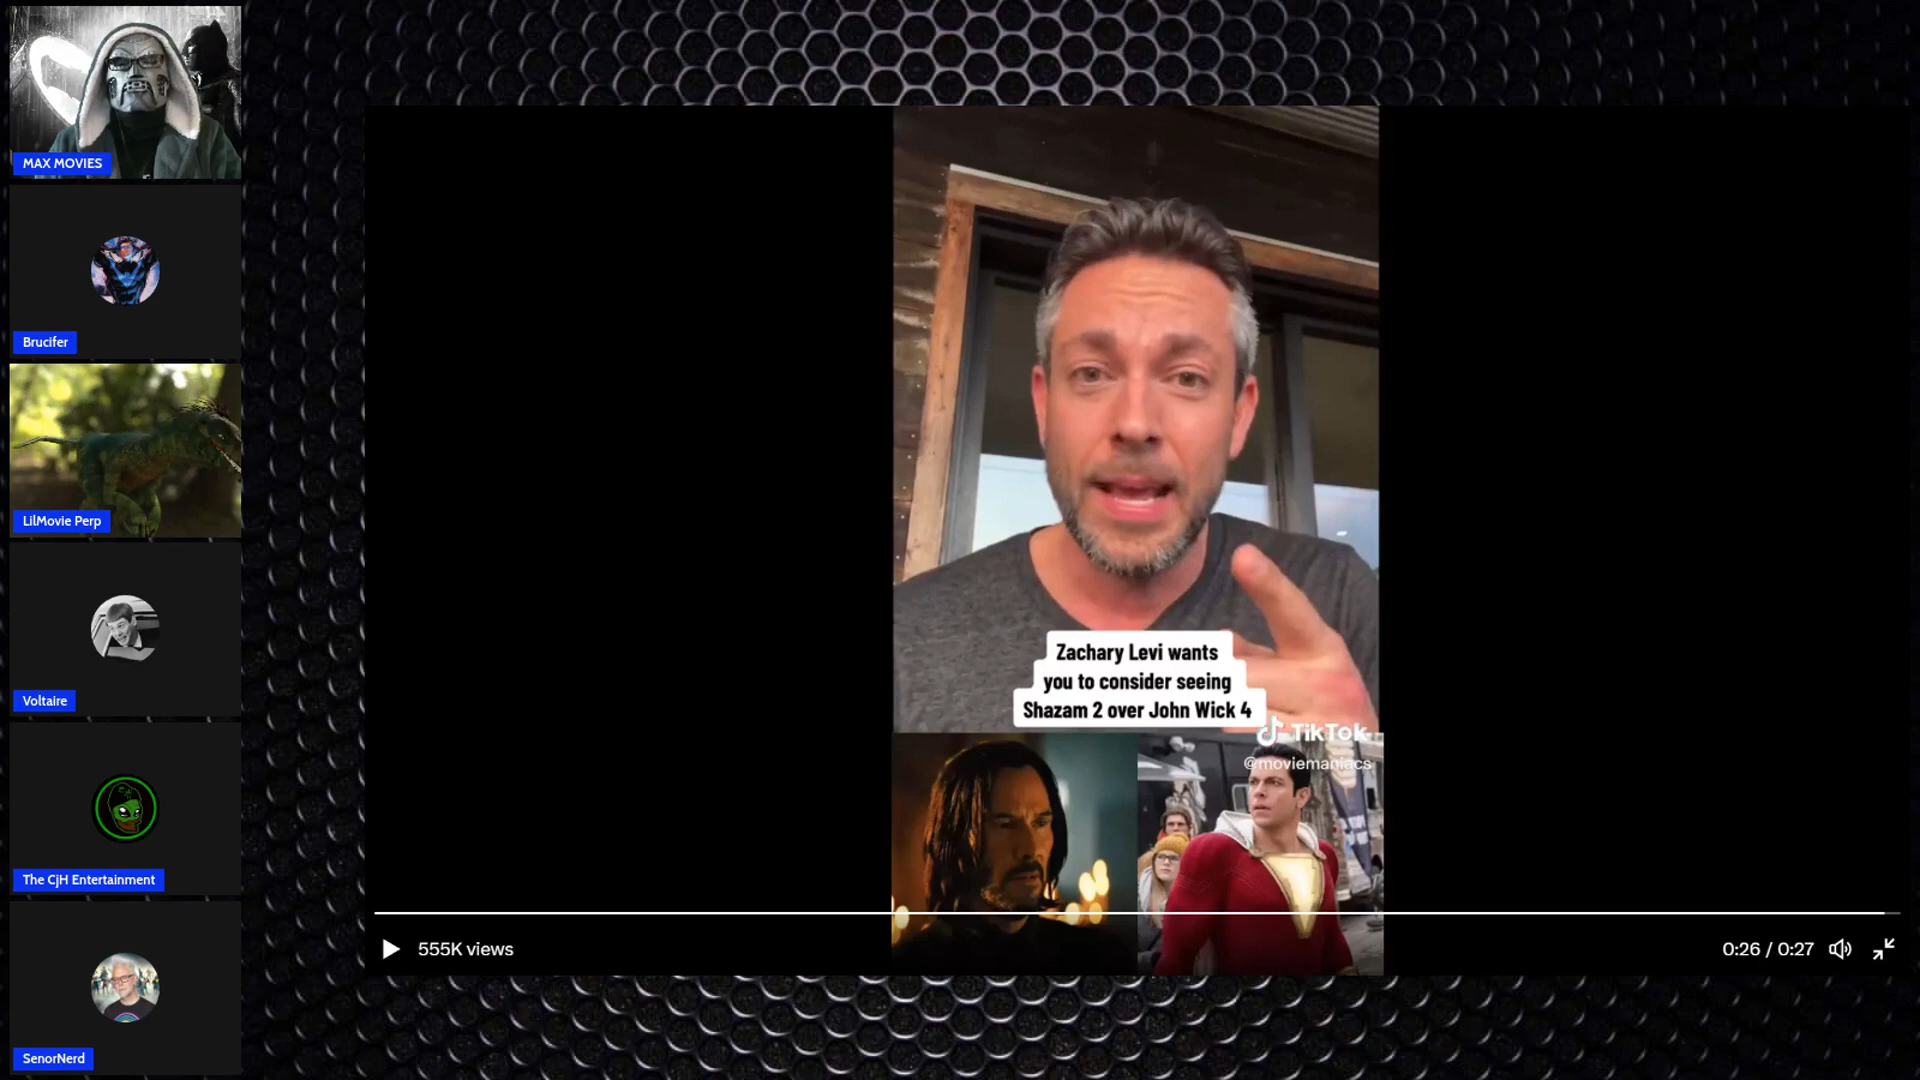 MAX MOVIES
Brucifer
LilMovie Perp
Voltaire
The CjH Entertainment
SenorNerd
Zachary Levi wants
you to consider seeing
Shazam 2 over John Wick 4
TikTok
@moviemaniacs
555K views
0:26 / 0:27